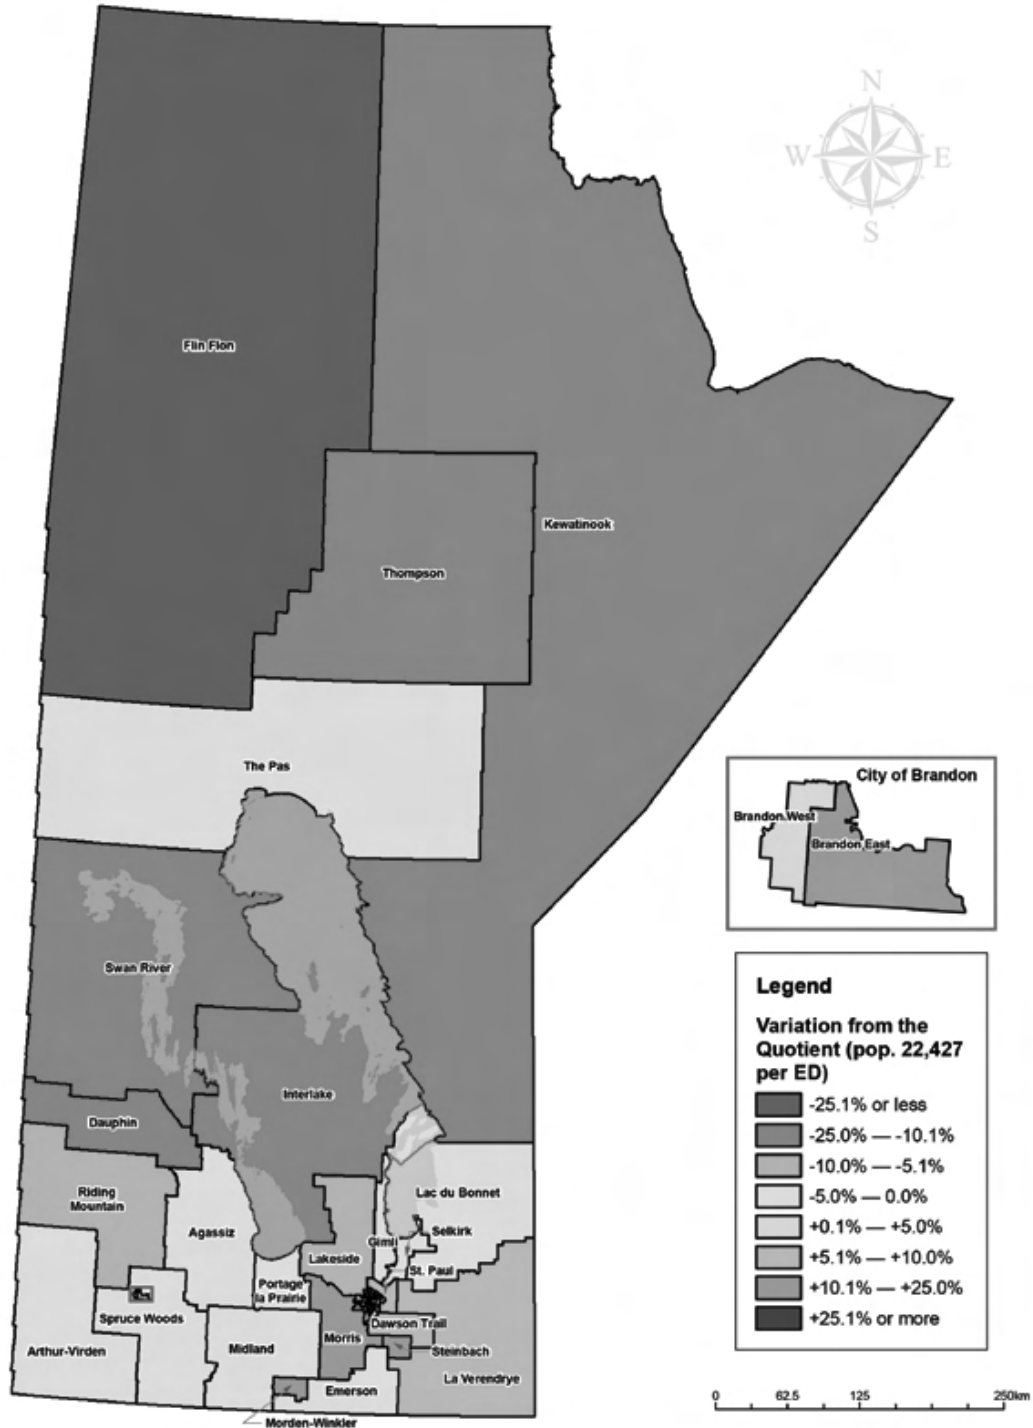 N
W
E
S
Flin Flon
Kewatinook
Thompson
The Pas
City of Brandon
Brandon West
Brandon East
Swan River
Interlake
Dauphin
Riding
Mountain
Lac du Bonnet
Agassiz
Selkirk
Gimli
Lakeside
St. Paul
Portage
la Prairie
Spruce Woods
Dawson Trail
Morris
Arthur-Virden
Midland
Steinbach
La Verendrye
Emerson
Morden-Winkler
Legend
Variation from the
Quotient (pop. 22,427
per ED)
-25.1% or less
-25.0% — -10.1%
-10.0% — -5.1%
-5.0% — 0.0%
+0.1% — +5.0%
+5.1% — +10.0%
+10.1% — +25.0%
+25.1% or more
0 62.5 125 250km